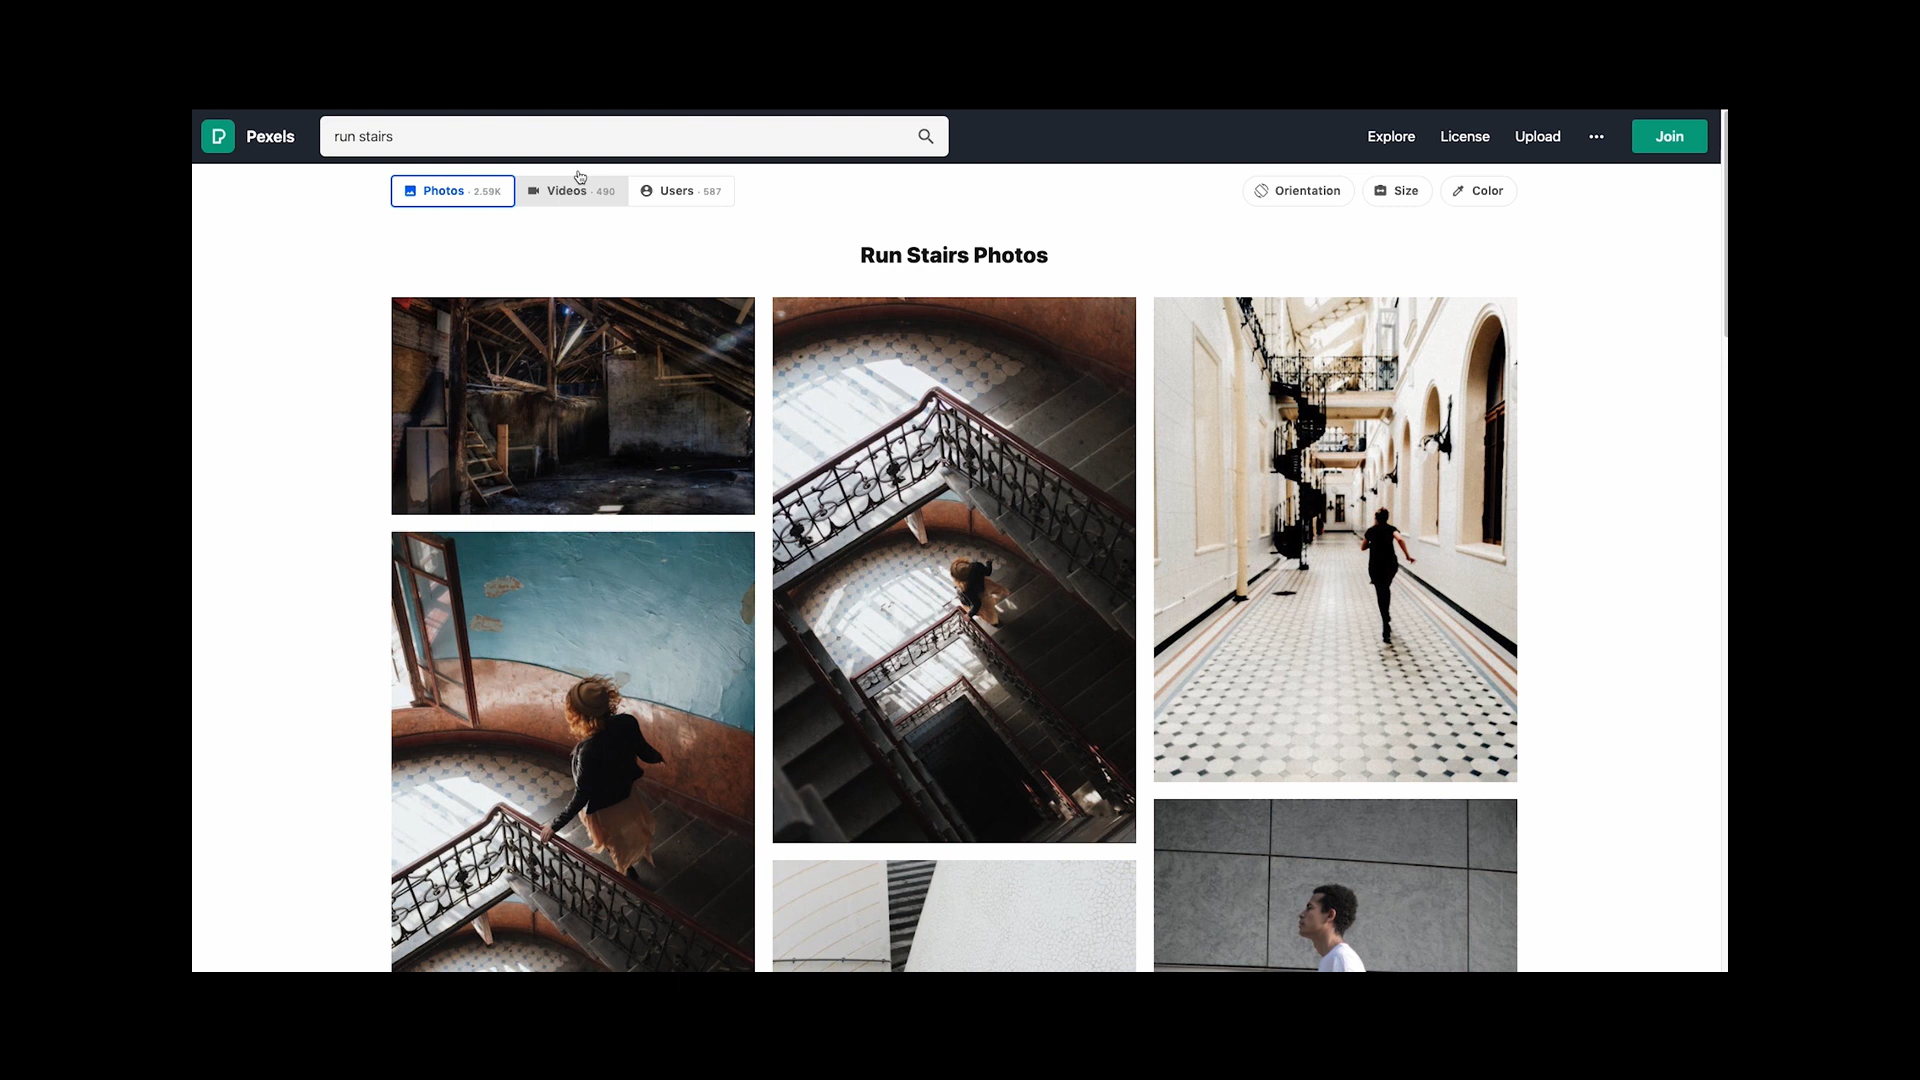 Pexels
run stairs
Explore
License
Upload
Join
Photos · 2.59K
Videos · 490
Users · 587
Orientation
Size
Color
Run Stairs Photos